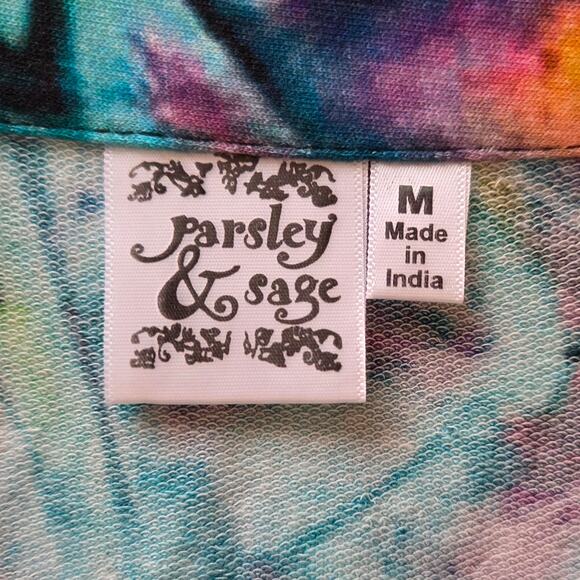 parsley
& sage
M
Made
in
India